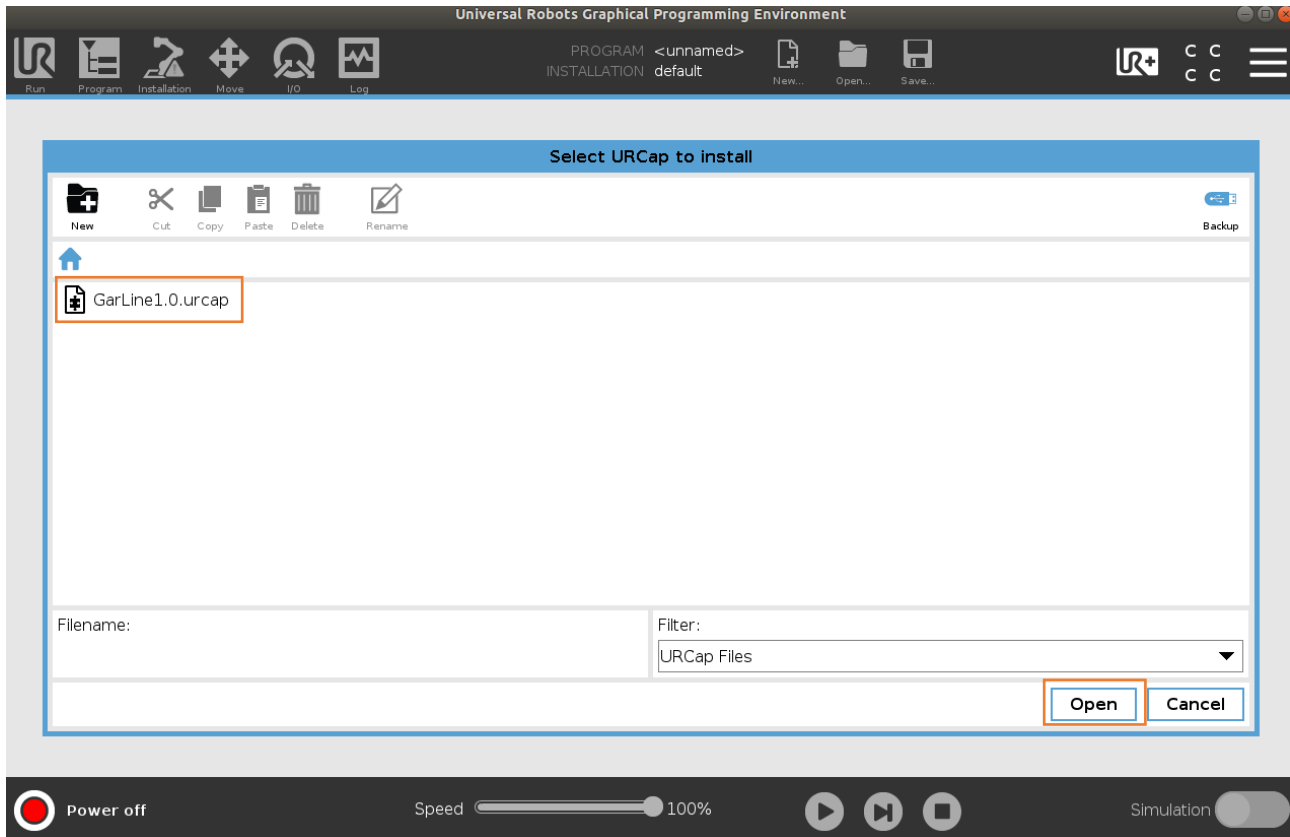 Universal Robots Graphical Programming Environment
UR
Run
Program
Installation
Move
I/O
Log
PROGRAM <unnamed>
INSTALLATION default
New...
Open...
Save...
UR+
C C
C C
Select URCap to install
New
Cut
Copy
Paste
Delete
Rename
Backup
GarLine1.0.urcap
Filename:
Filter:
URCap Files
Open
Cancel
Power off
Speed
100%
Simulation